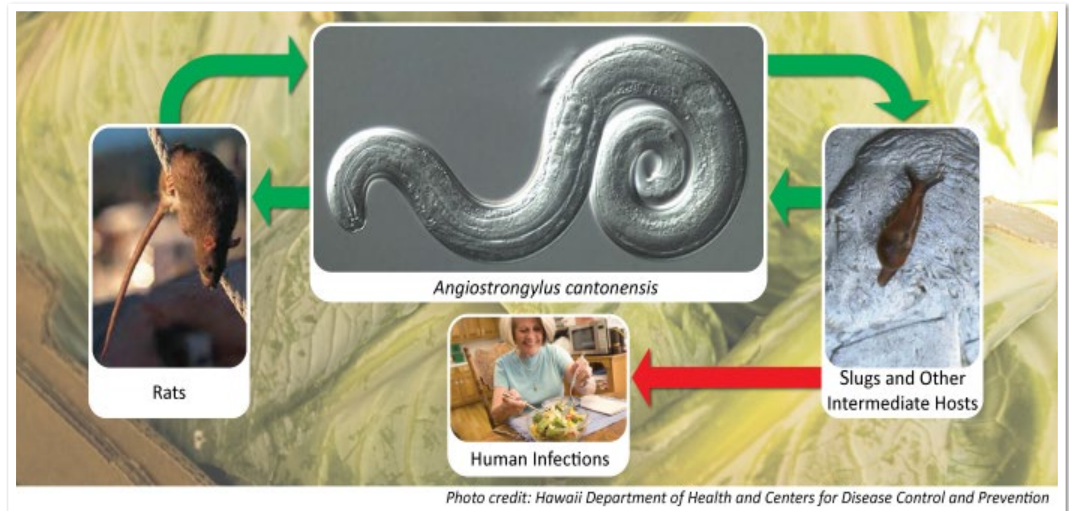 Angiostrongylus cantonensis
Rats
Slugs and Other
Intermediate Hosts
Human Infections
Photo credit: Hawaii Department of Health and Centers for Disease Control and Prevention